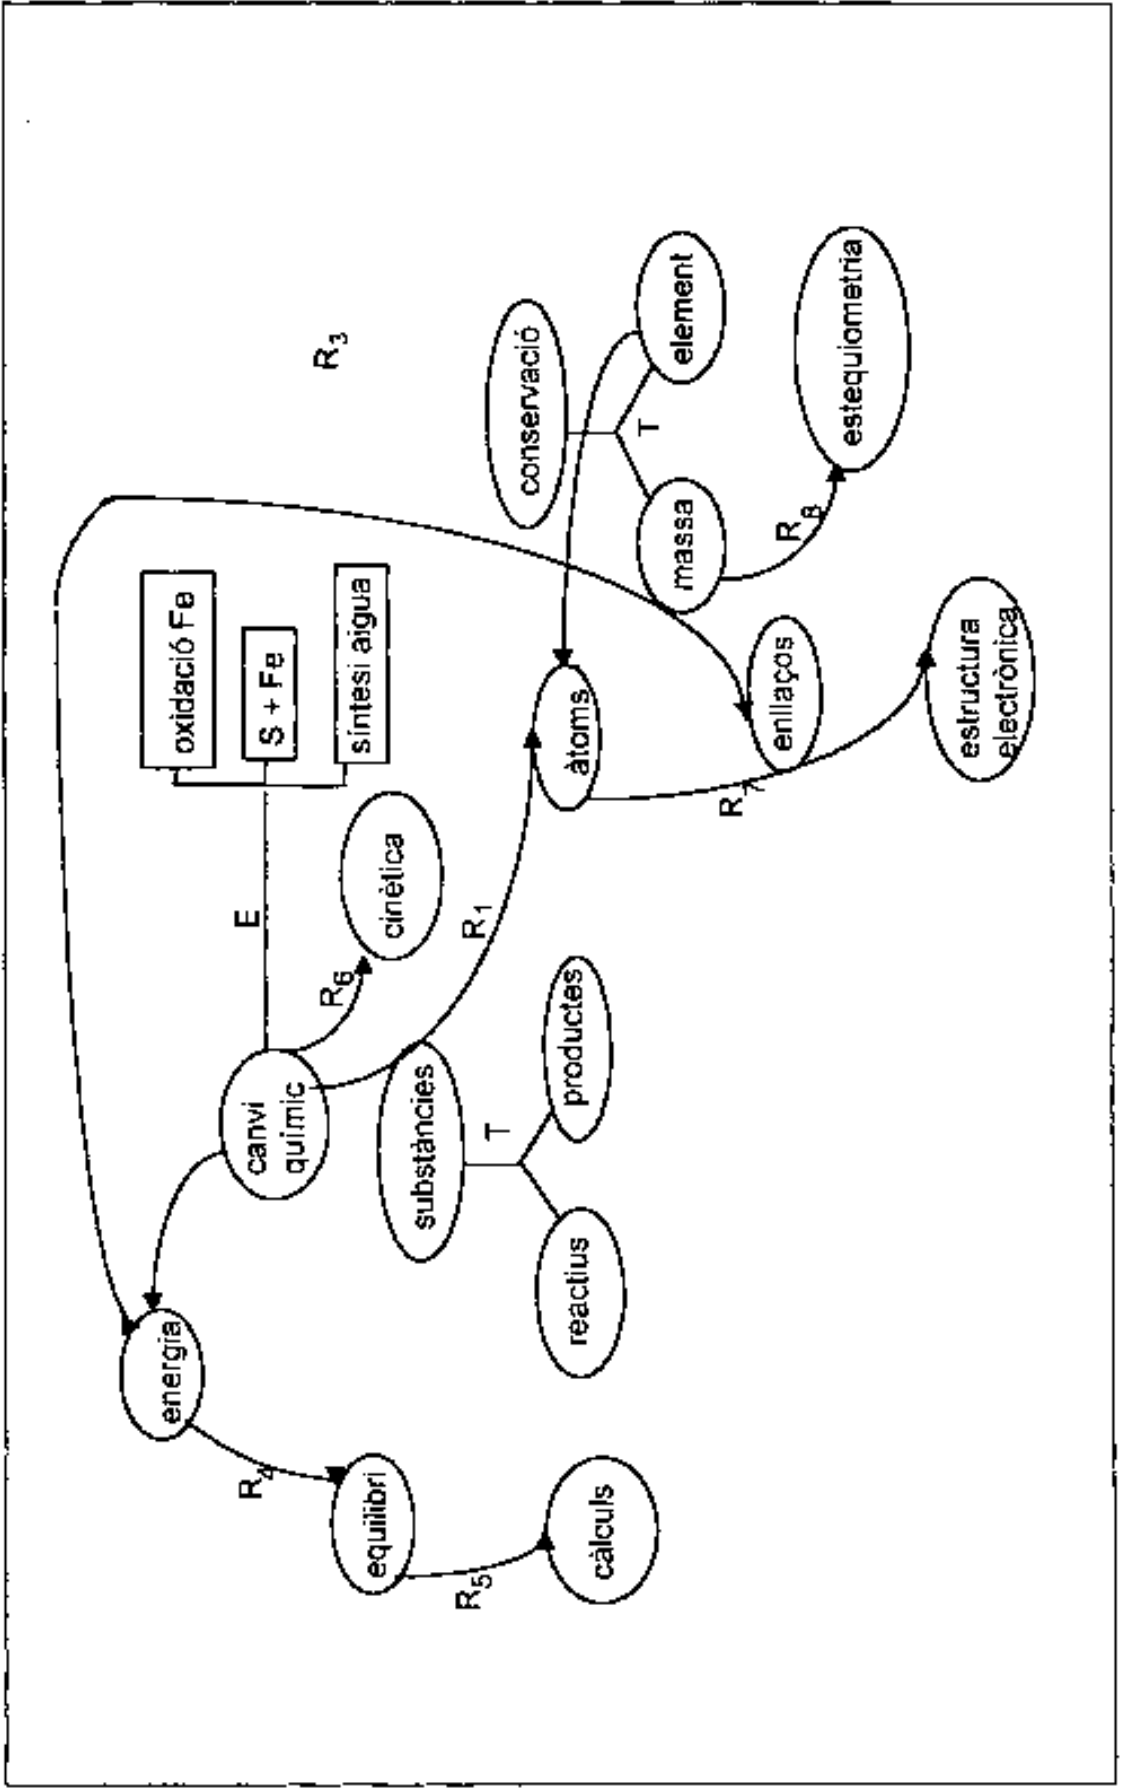 energia
canvi
químic
E
oxidació Fe
S + Fe
síntesi aigua
R3
R4
equilibri
R6
cinètica
substàncies
R1
conservació
R5
càlculs
T
reactius
productes
àtoms
T
massa
element
R7
enllaços
R8
estequiometria
estructura
electrònica